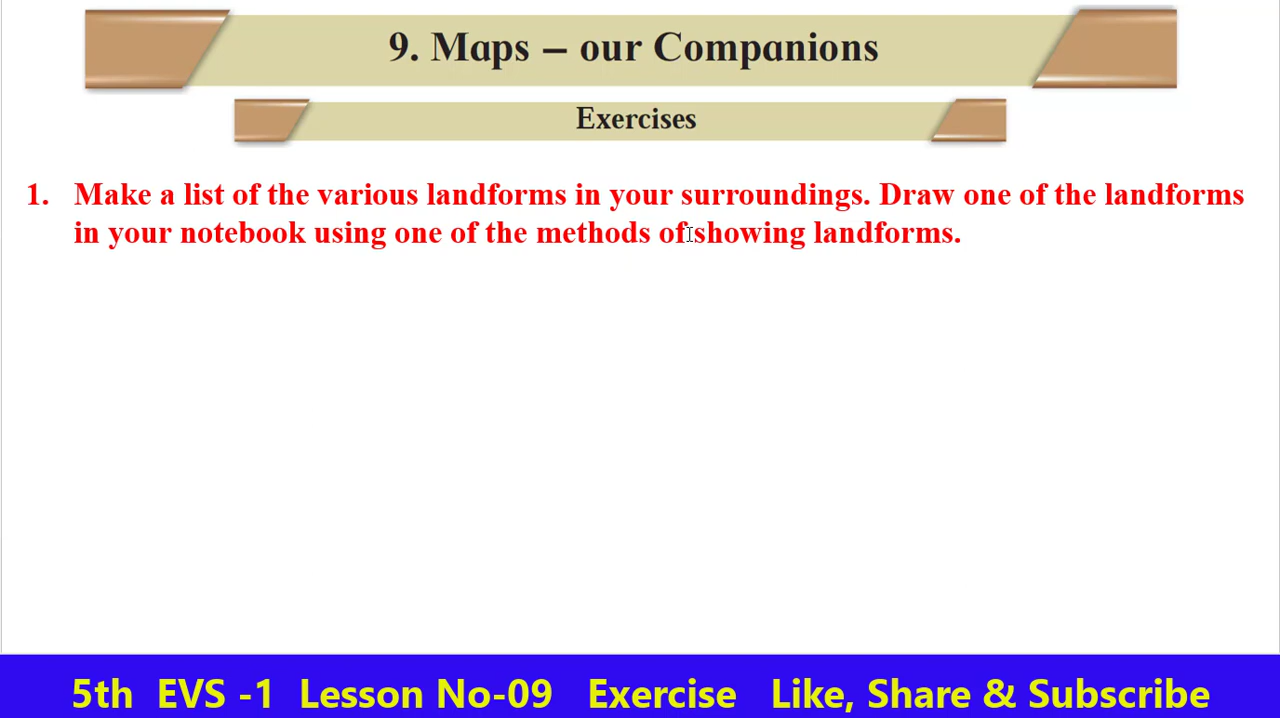 9. Maps – our Companions
Exercises
1. Make a list of the various landforms in your surroundings. Draw one of the landforms
in your notebook using one of the methods of showing landforms.
5th EVS -1 Lesson No-09 Exercise Like, Share & Subscribe